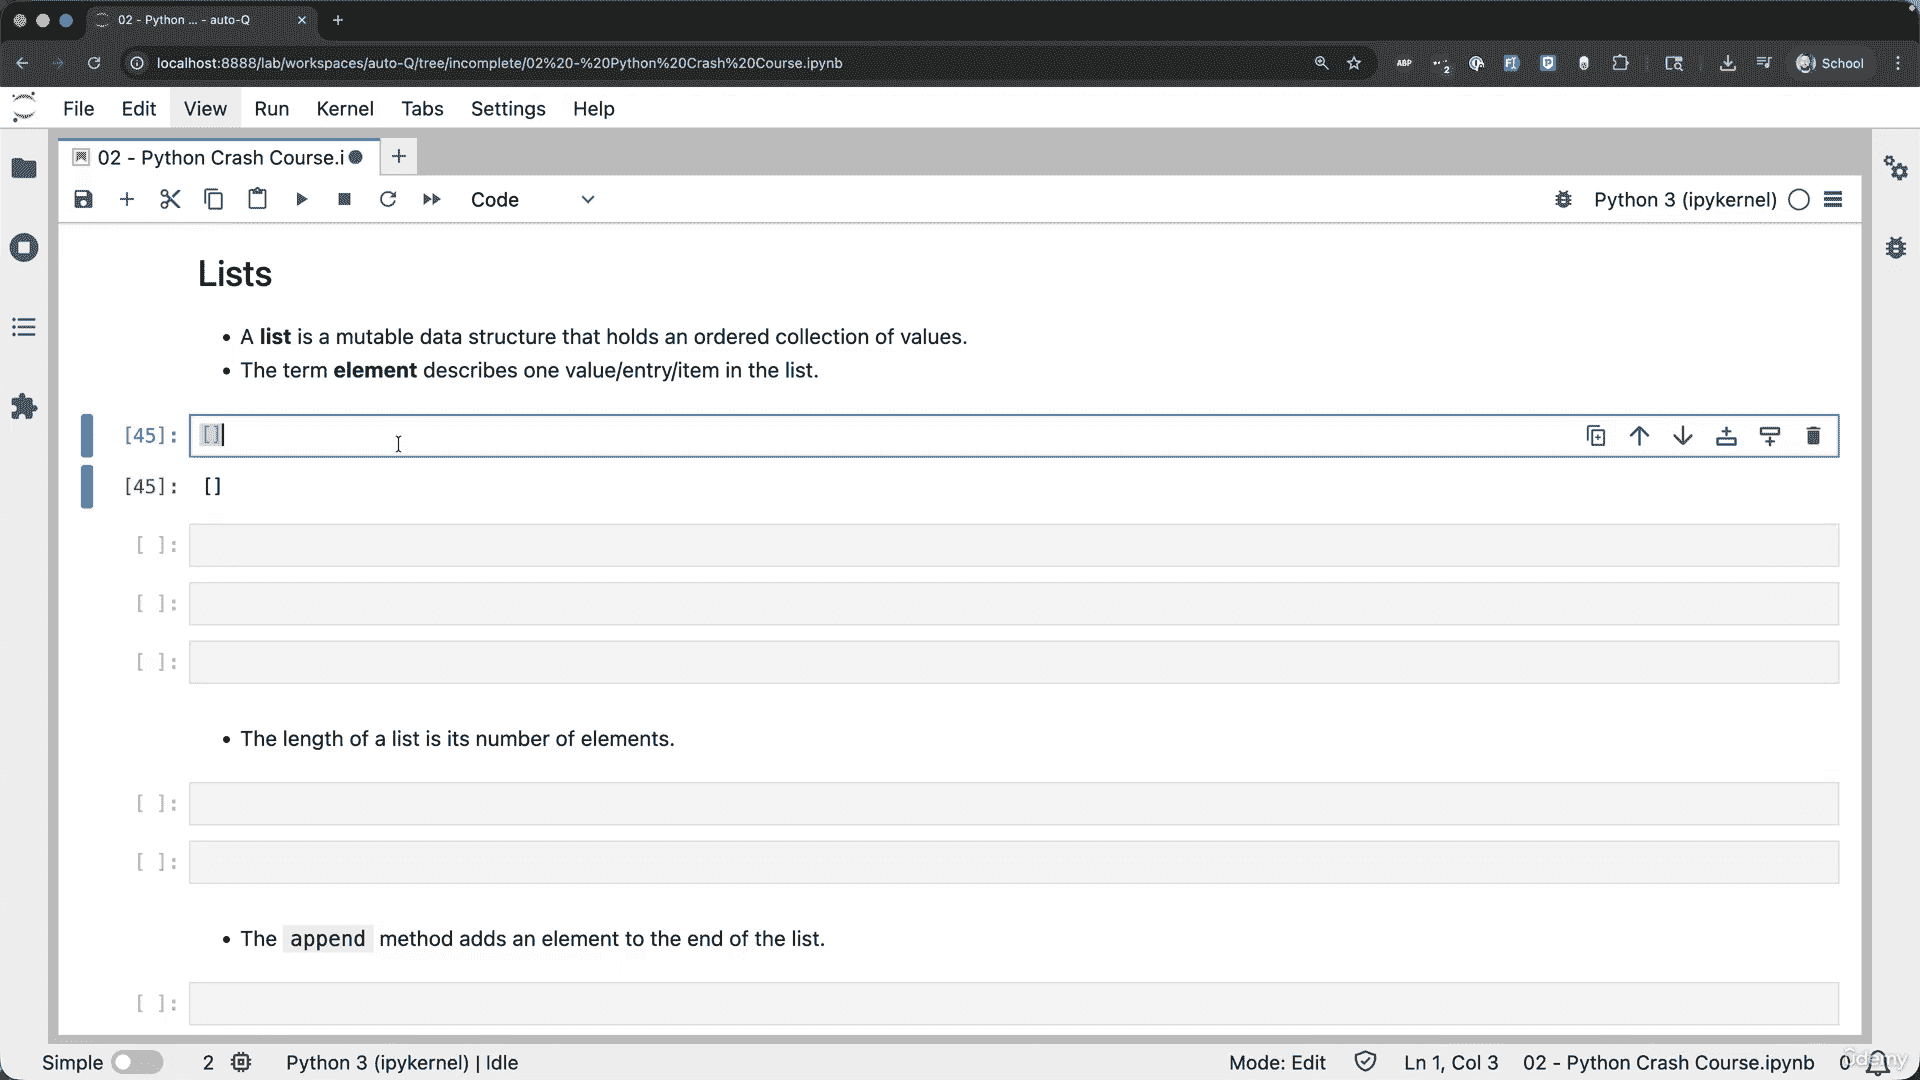 02 - Python ... - auto-Q
localhost:8888/lab/workspaces/auto-Q/tree/incomplete/02%20-%20Python%20Crash%20Course.ipynb
ABP
2
School
File Edit View Run Kernel Tabs Settings Help
02 - Python Crash Course.i
Code
Python 3 (ipykernel)
Lists
• A list is a mutable data structure that holds an ordered collection of values.
• The term element describes one value/entry/item in the list.
[45]: []
[45]: []
[ ]:
[ ]:
[ ]:
• The length of a list is its number of elements.
[ ]:
[ ]:
• The append method adds an element to the end of the list.
[ ]:
Simple 2 Python 3 (ipykernel) | Idle Mode: Edit Ln 1, Col 3 02 - Python Crash Course.ipynb 0
Udemy